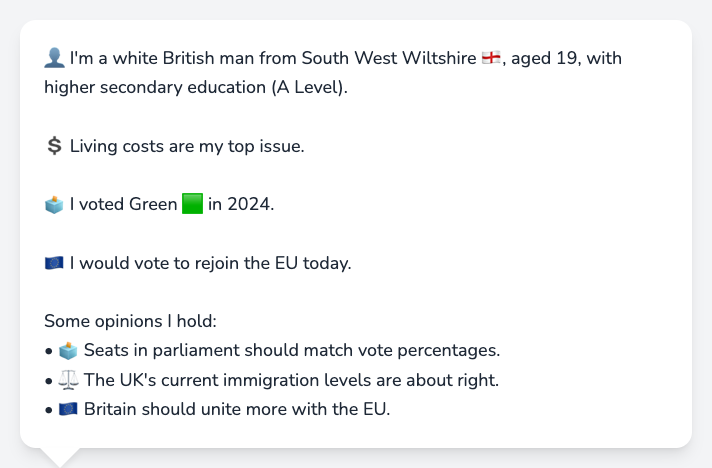 👤 I'm a white British man from South West Wiltshire 🏴󠁧󠁢󠁥󠁮󠁧󠁿, aged 19, with
higher secondary education (A Level).
💲 Living costs are my top issue.
🗳️ I voted Green 🟩 in 2024.
🇪🇺 I would vote to rejoin the EU today.
Some opinions I hold:
• 🗳️ Seats in parliament should match vote percentages.
• ⚖️ The UK's current immigration levels are about right.
• 🇪🇺 Britain should unite more with the EU.